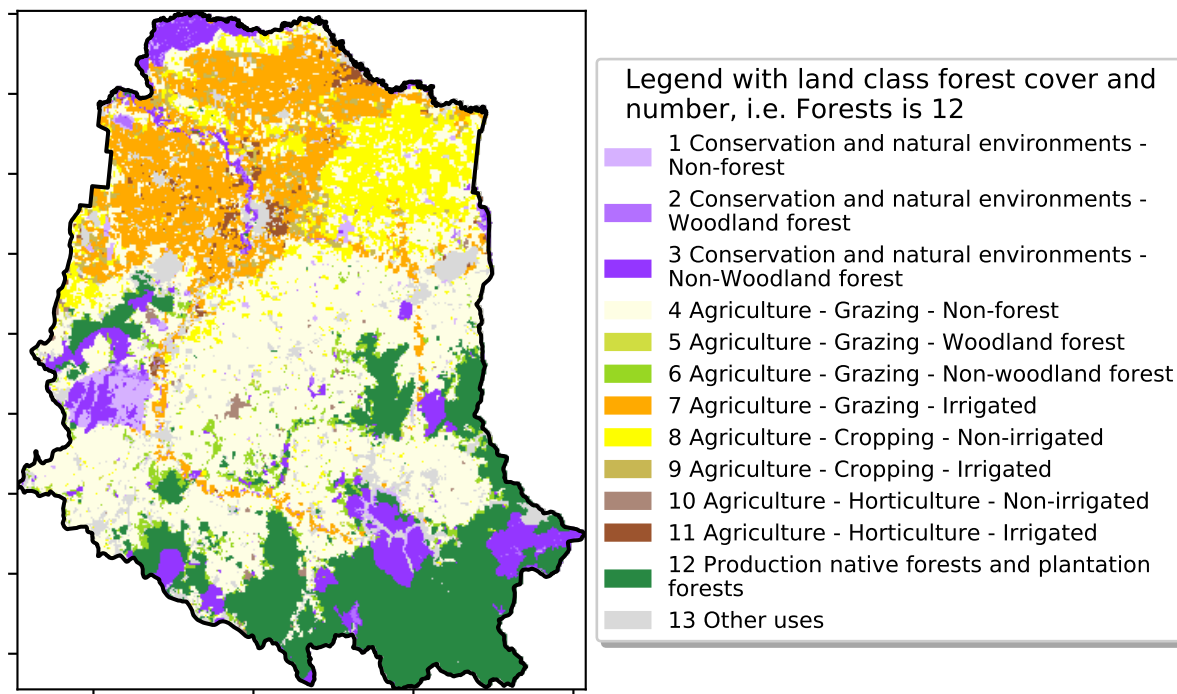 Legend with land class forest cover and
number, i.e. Forests is 12
1 Conservation and natural environments -
Non-forest
2 Conservation and natural environments -
Woodland forest
3 Conservation and natural environments -
Non-Woodland forest
4 Agriculture - Grazing - Non-forest
5 Agriculture - Grazing - Woodland forest
6 Agriculture - Grazing - Non-woodland forest
7 Agriculture - Grazing - Irrigated
8 Agriculture - Cropping - Non-irrigated
9 Agriculture - Cropping - Irrigated
10 Agriculture - Horticulture - Non-irrigated
11 Agriculture - Horticulture - Irrigated
12 Production native forests and plantation
forests
13 Other uses